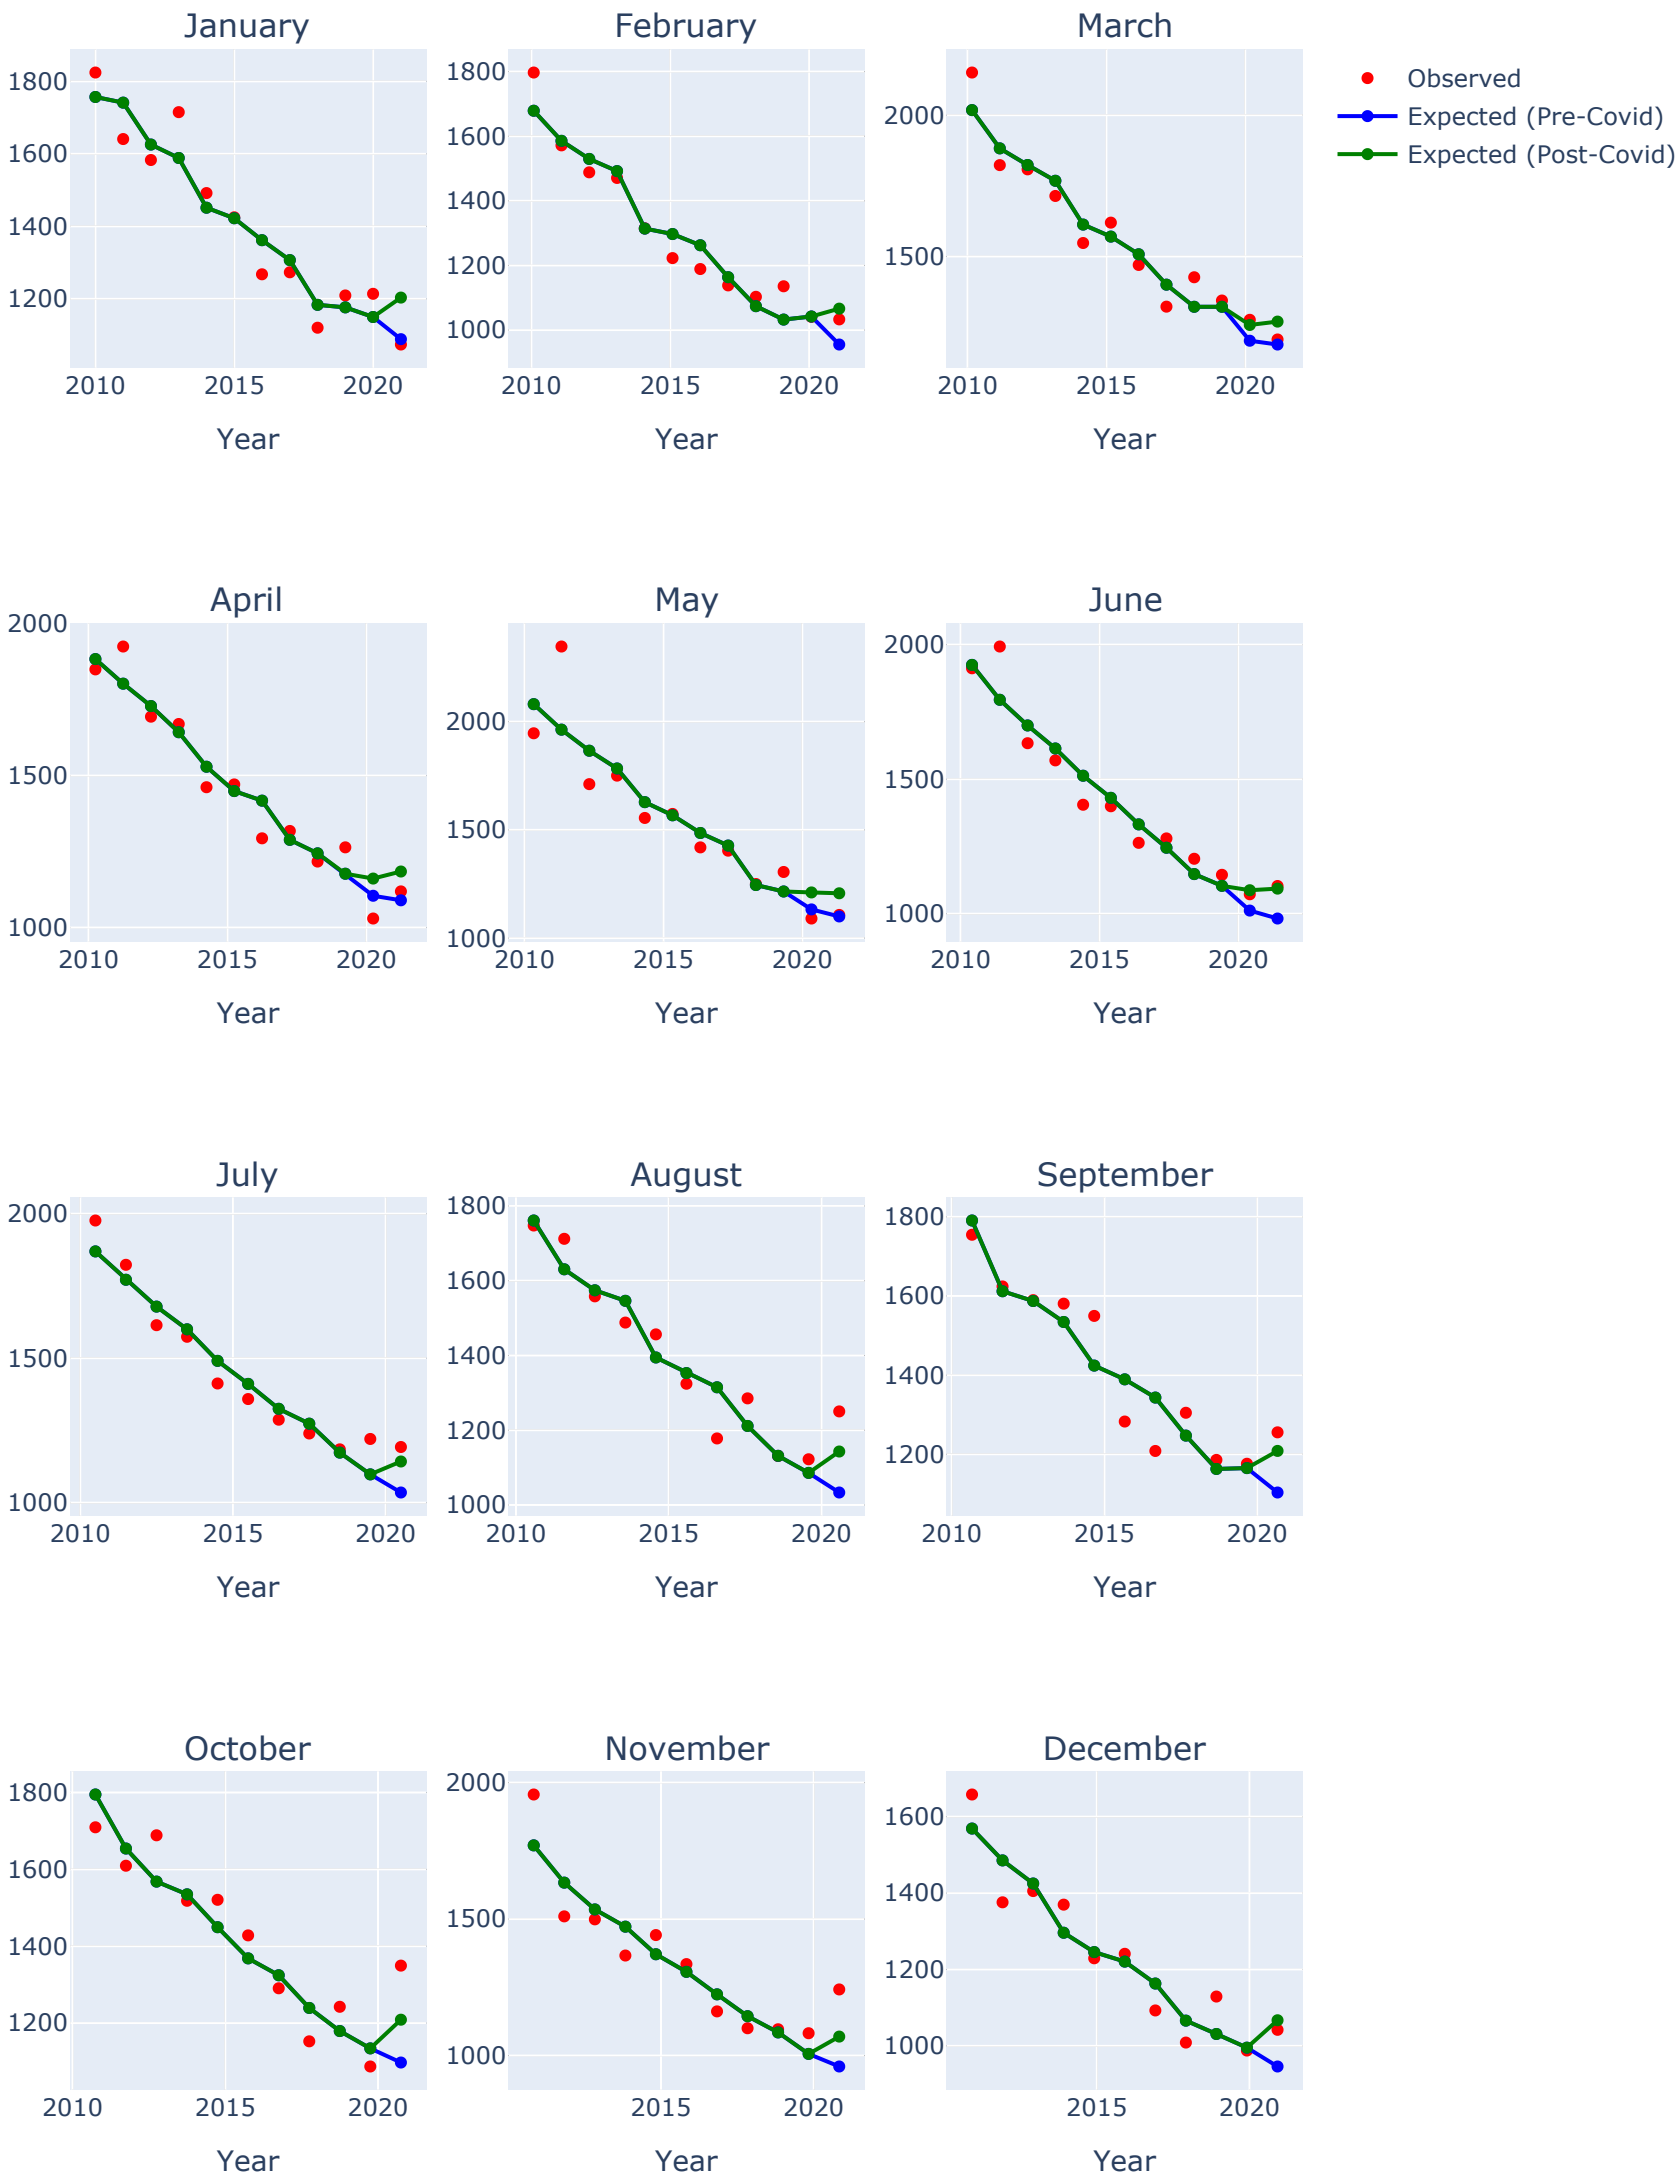 January February March
1800
1600
1400
1200
2010 2015 2020
Year
1800
1600
1400
1200
1000
2010 2015 2020
Year
2000
1500
2010 2015 2020
Year
Observed
Expected (Pre-Covid)
Expected (Post-Covid)
April May June
2000
1500
1000
2010 2015 2020
Year
2000
1500
1000
2010 2015 2020
Year
2000
1500
1000
2010 2015 2020
Year
July August September
2000
1500
1000
2010 2015 2020
Year
1800
1600
1400
1200
1000
2010 2015 2020
Year
1800
1600
1400
1200
2010 2015 2020
Year
October November December
1800
1600
1400
1200
2010 2015 2020
Year
2000
1500
1000
2015 2020
Year
1600
1400
1200
1000
2015 2020
Year